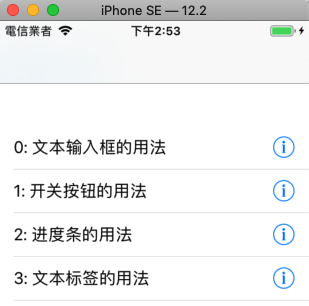 iPhone SE — 12.2
電信業者 下午2:53
0: 文本输入框的用法
1: 开关按钮的用法
2: 进度条的用法
3: 文本标签的用法